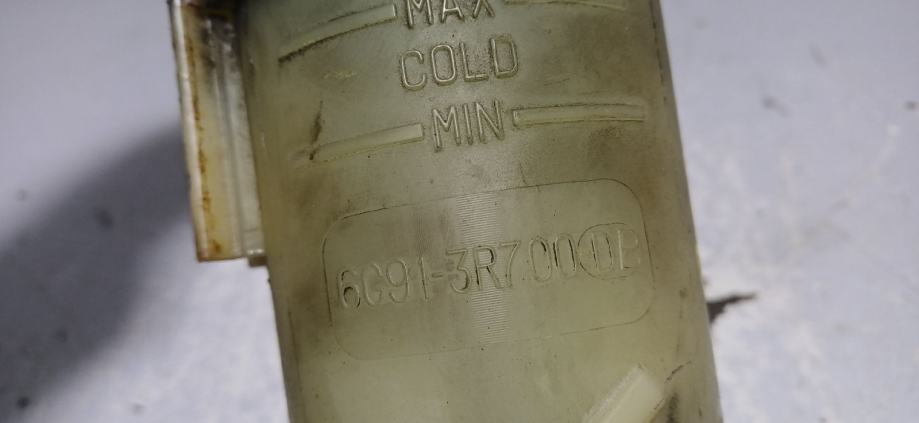 MAX
COLD
MIN
6G91-3R700DB